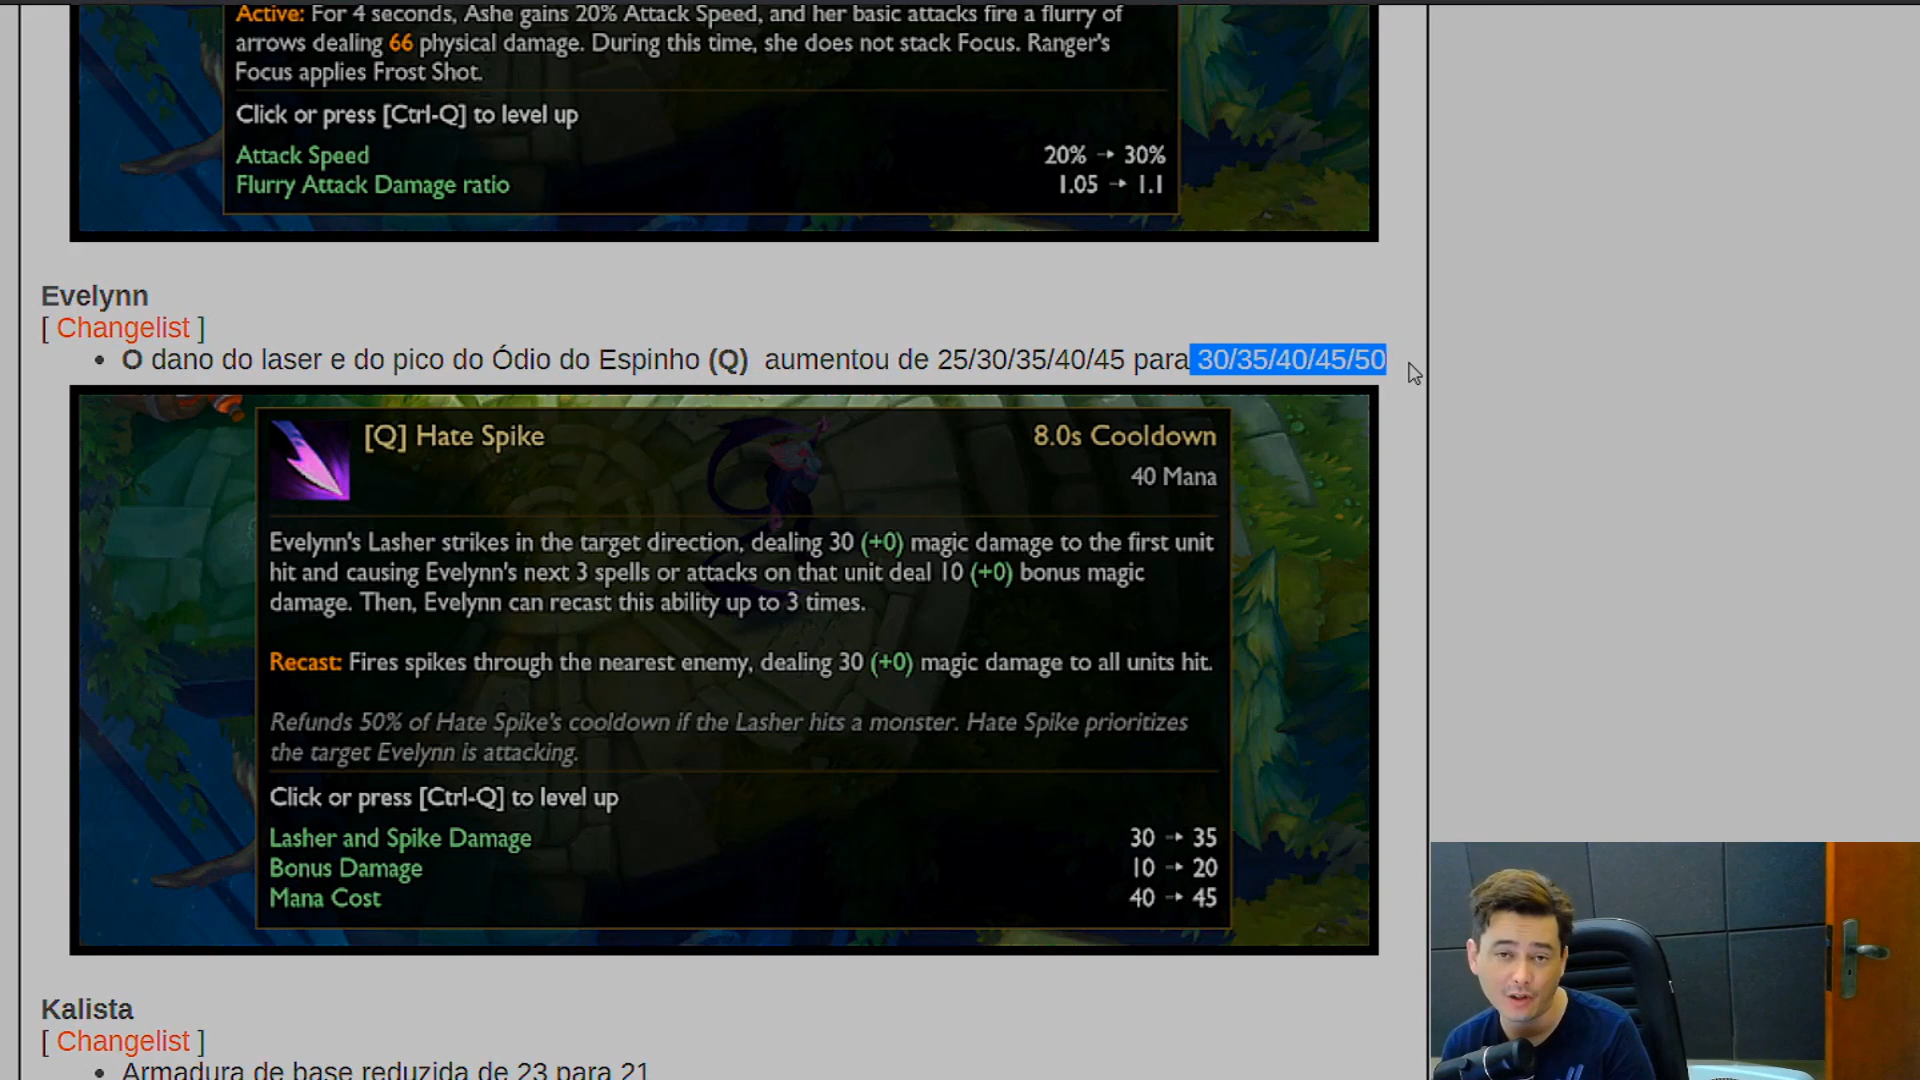 Active: For 4 seconds, Ashe gains 20% Attack Speed, and her basic attacks fire a flurry of
arrows dealing 66 physical damage. During this time, she does not stack Focus. Ranger's
Focus applies Frost Shot.
Click or press [Ctrl-Q] to level up
Attack Speed 20% → 30%
Flurry Attack Damage ratio 1.05 → 1.1
Evelynn
[ Changelist ]
• O dano do laser e do pico do Ódio do Espinho (Q) aumentou de 25/30/35/40/45 para 30/35/40/45/50
[Q] Hate Spike 8.0s Cooldown
40 Mana
Evelynn's Lasher strikes in the target direction, dealing 30 (+0) magic damage to the first unit
hit and causing Evelynn's next 3 spells or attacks on that unit deal 10 (+0) bonus magic
damage. Then, Evelynn can recast this ability up to 3 times.
Recast: Fires spikes through the nearest enemy, dealing 30 (+0) magic damage to all units hit.
Refunds 50% of Hate Spike's cooldown if the Lasher hits a monster. Hate Spike prioritizes
the target Evelynn is attacking.
Click or press [Ctrl-Q] to level up
Lasher and Spike Damage 30 → 35
Bonus Damage 10 → 20
Mana Cost 40 → 45
Kalista
[ Changelist ]
• Armadura de base reduzida de 23 para 21